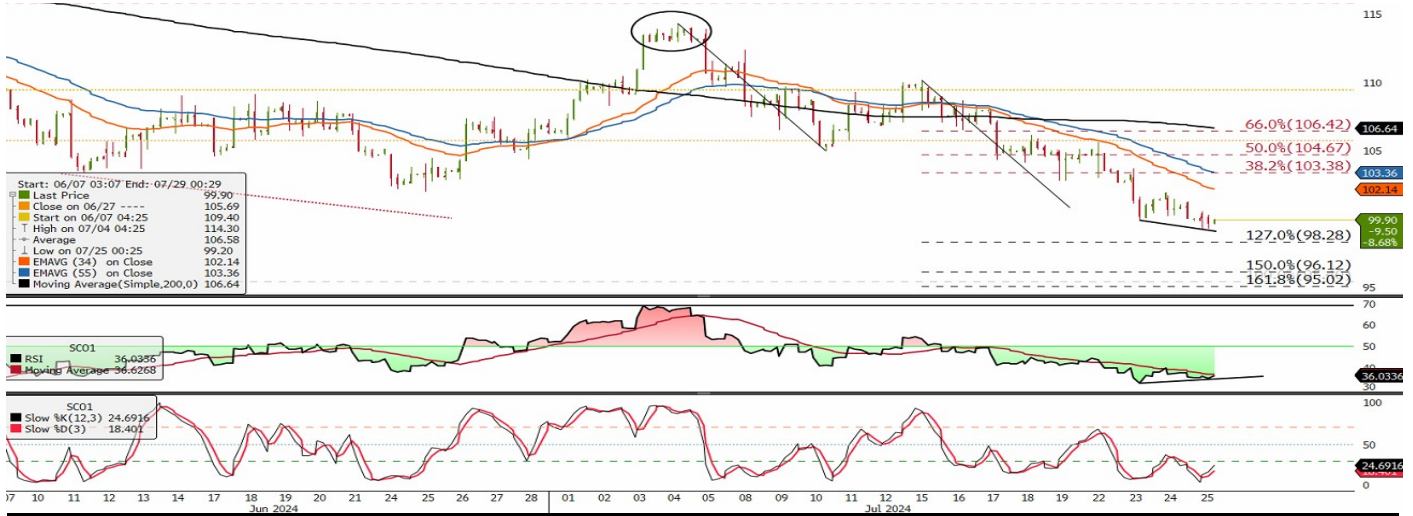 115
110
105
95
66.0%(106.42)
50.0%(104.67)
38.2%(103.38)
127.0%(98.28)
150.0%(96.12)
161.8%(95.02)
106.64
103.36
102.14
99.90
-9.50
-8.68%
Start: 06/07 03:07 End: 07/29 00:29
Last Price 99.90
Close on 06/27 ---- 105.69
Start on 06/07 04:25 109.40
High on 07/04 04:25 114.30
Average 106.58
Low on 07/25 00:25 99.20
EMAVG (34) on Close 102.14
EMAVG (55) on Close 103.36
Moving Average(Simple,200,0) 106.64
70
60
50
40
30
36.0336
SCO1
RSI 36.0336
Moving Average 36.6268
100
50
0
24.6916
18.401
SCO1
Slow %K(12,3) 24.6916
Slow %D(3) 18.401
07 10 11 12 13 14 17 18 19 20 21 24 25 26 27 28 01 02 03 04 05 08 09 10 11 12 15 16 17 18 19 22 23 24 25
Jun 2024 Jul 2024